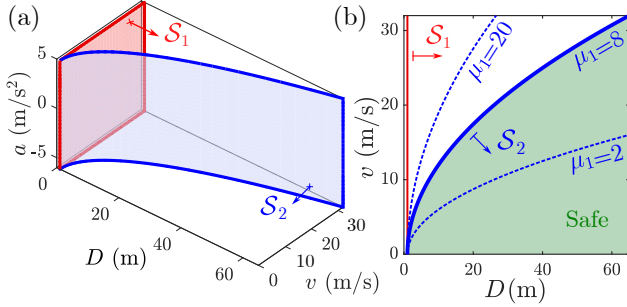 (a)
𝒮₁
5
0
-5
a (m/s²)
0
20
40
60
D (m)
𝒮₂
0
10
20
30
v (m/s)
(b)
𝒮₁
μ₁=20
μ₁=8
𝒮₂
μ₁=2
Safe
30
20
10
0
v (m/s)
0
20
40
60
D(m)